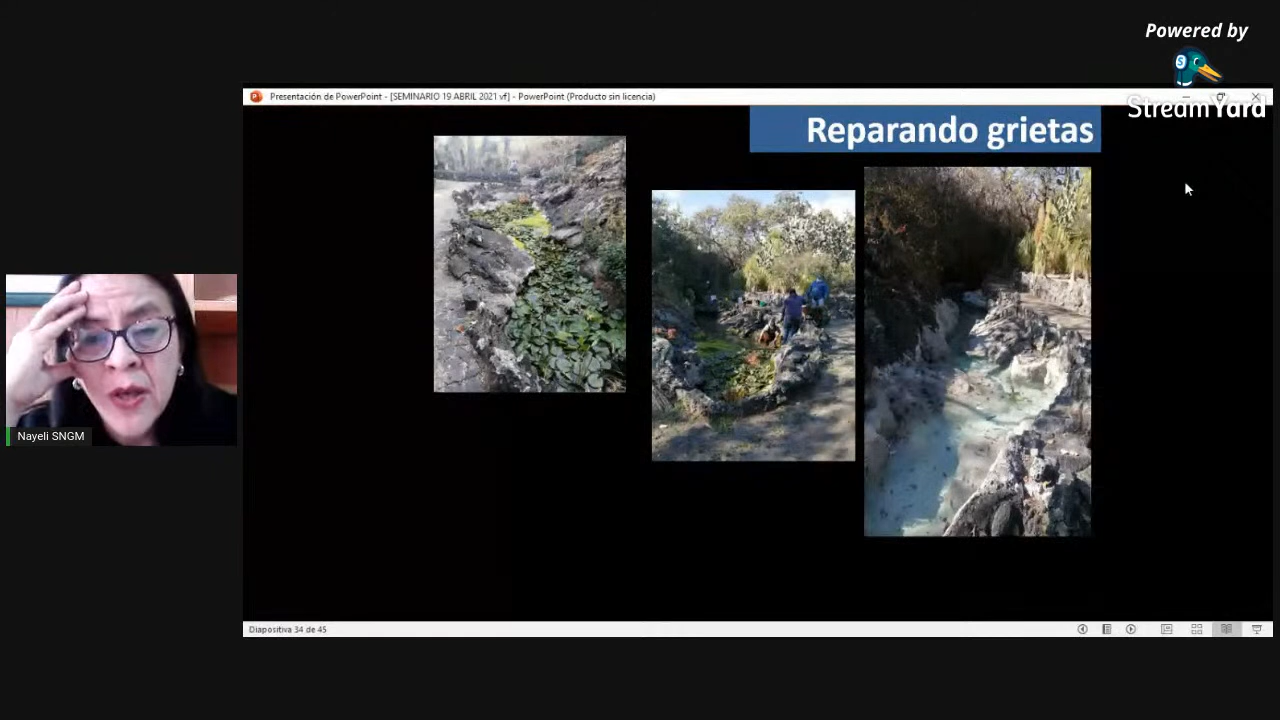 Powered by
StreamYard
Presentación de PowerPoint - [SEMINARIO 19 ABRIL 2021 vf] - PowerPoint (Producto sin licencia)
Reparando grietas
Nayeli SNGM
Diapositiva 34 de 45